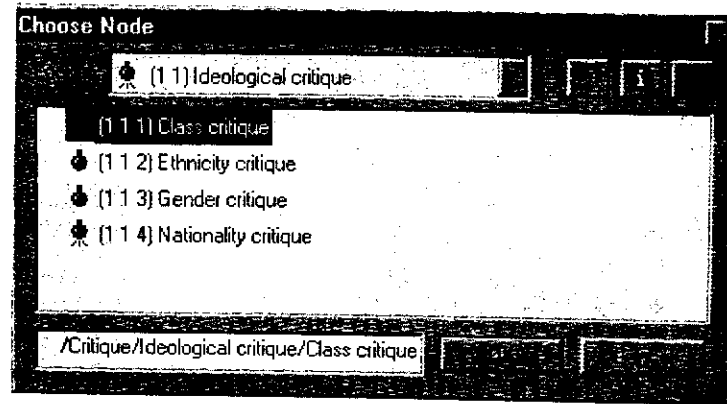 Choose Node
(1 1) Ideological critique
i
(1 1 1) Class critique
(1 1 2) Ethnicity critique
(1 1 3) Gender critique
(1 1 4) Nationality critique
/Critique/Ideological critique/Class critique